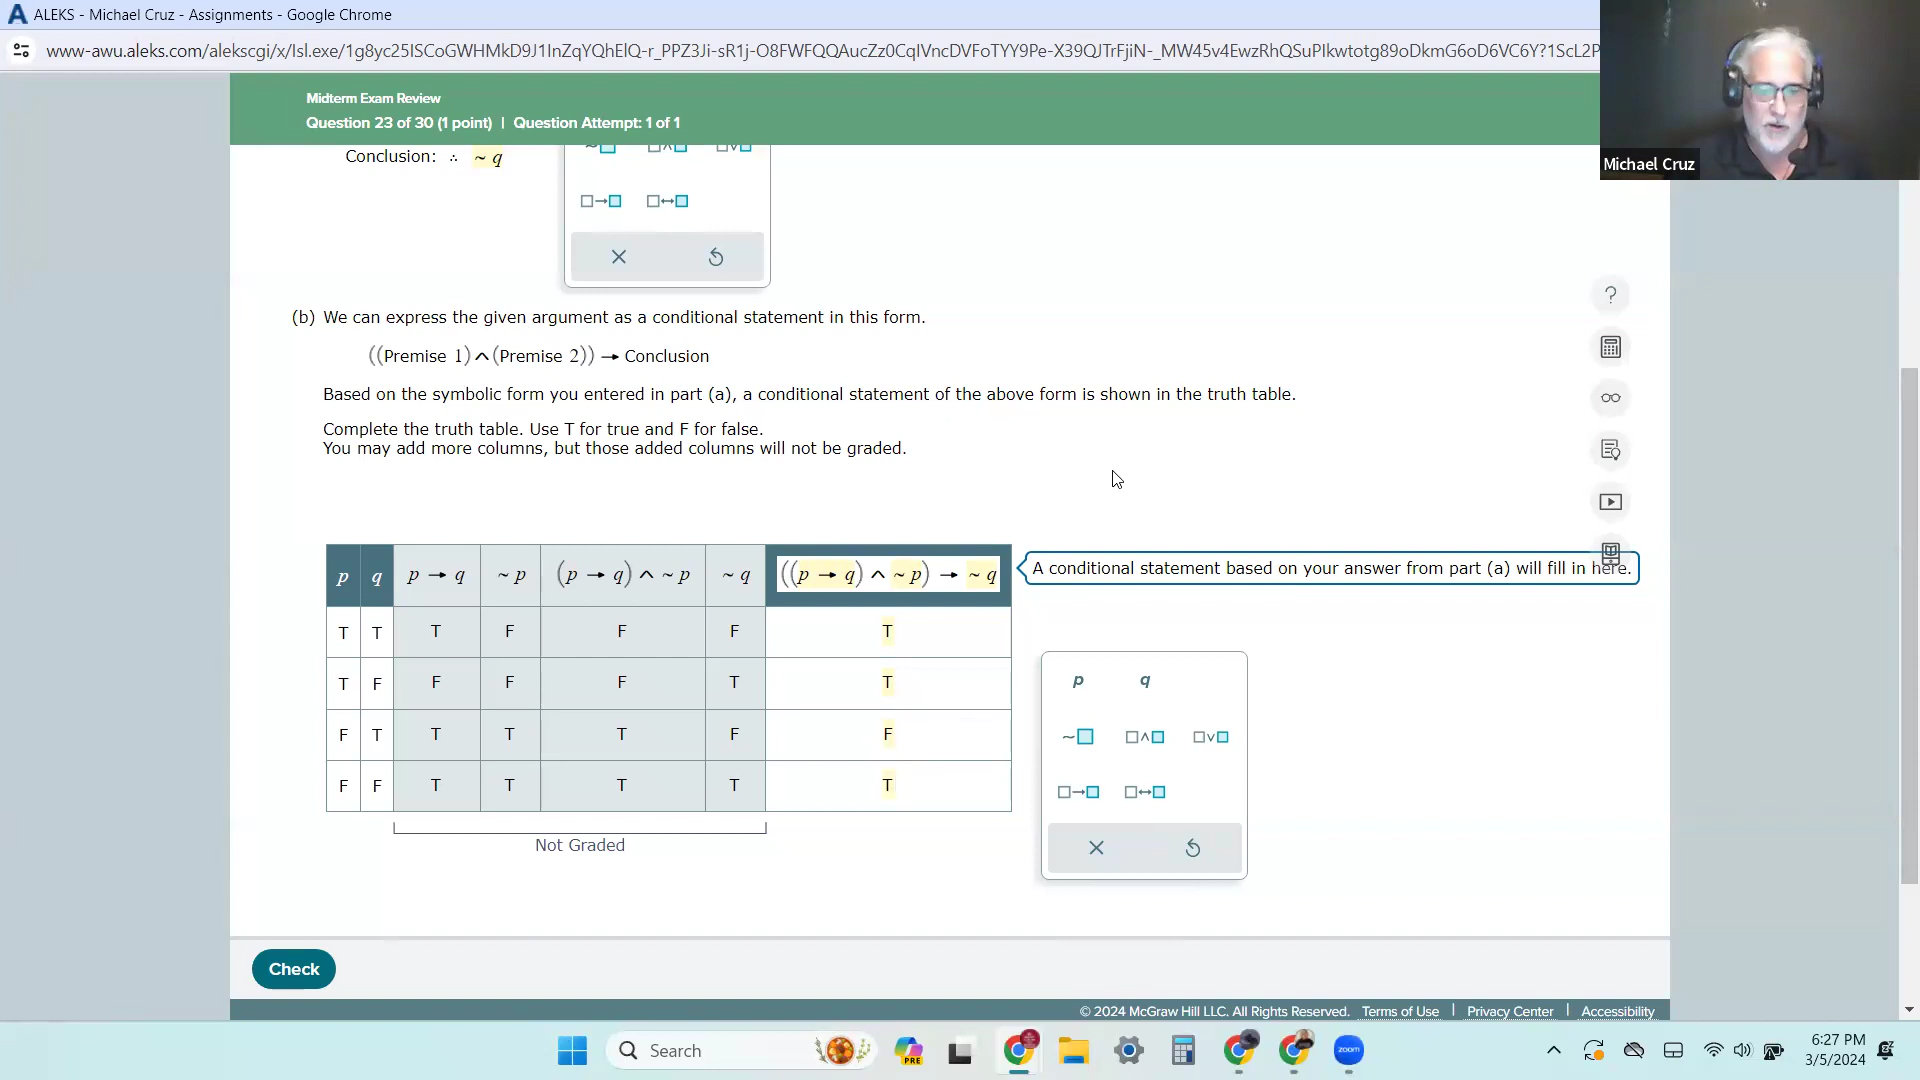 ALEKS - Michael Cruz - Assignments - Google Chrome
www-awu.aleks.com/alekscgi/x/Isl.exe/1g8yc25ISCoGWHMkD9J1InZqYQhElQ-r_PPZ3Ji-sR1j-O8FWFQQAucZz0CqIVncDVFoTYY9Pe-X39QJTrFjiN-_MW45v4EwzRhQSuPIkwtotg89oDkmG6oD6VC6Y?1ScL2P
Michael Cruz
Midterm Exam Review
Question 23 of 30 (1 point) | Question Attempt: 1 of 1
Conclusion: ∴ ~ q
~□ □∧□ □∨□
□→□ □↔□
(b) We can express the given argument as a conditional statement in this form.
((Premise 1)∧(Premise 2)) → Conclusion
Based on the symbolic form you entered in part (a), a conditional statement of the above form is shown in the truth table.
Complete the truth table. Use T for true and F for false.
You may add more columns, but those added columns will not be graded.
p q p → q ~ p (p → q) ∧ ~ p ~ q ((p → q) ∧ ~ p) → ~ q
A conditional statement based on your answer from part (a) will fill in here.
T T T F F F T
T F F F F T T
F T T T T F F
F F T T T T T
Not Graded
p q
~□ □∧□ □∨□
□→□ □↔□
Check
© 2024 McGraw Hill LLC. All Rights Reserved. Terms of Use | Privacy Center | Accessibility
Search
PRE
zoom
6:27 PM
3/5/2024